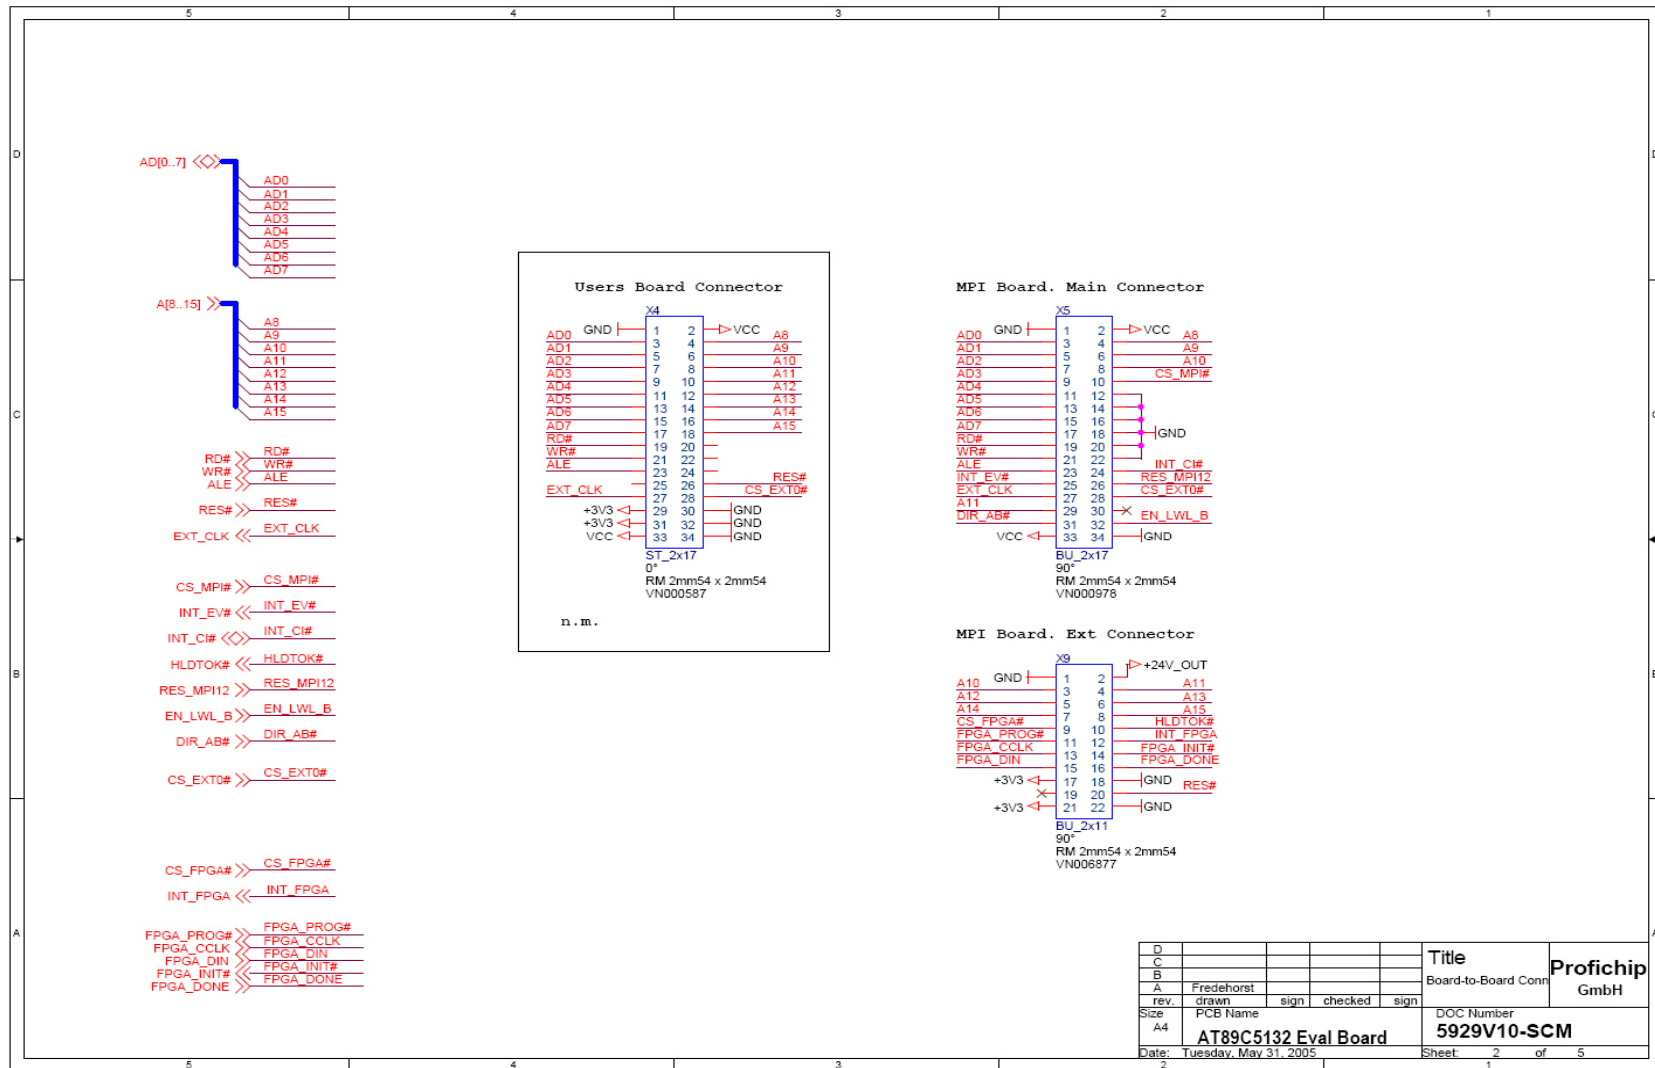 5 4 3 2 1
D D
AD[0..7]
AD0
AD1
AD2
AD3
AD4
AD5
AD6
AD7
A[8..15]
A8
A9
A10
A11
A12
A13
A14
A15
C C
RD# RD#
WR# WR#
ALE ALE
RES# RES#
EXT_CLK EXT_CLK
CS_MPI# CS_MPI#
INT_EV# INT_EV#
INT_CI# INT_CI#
HLDTOK# HLDTOK#
RES_MPI12 RES_MPI12
EN_LWL_B EN_LWL_B
DIR_AB# DIR_AB#
CS_EXT0# CS_EXT0#
B B
CS_FPGA# CS_FPGA#
INT_FPGA INT_FPGA
FPGA_PROG# FPGA_PROG#
FPGA_CCLK FPGA_CCLK
FPGA_DIN FPGA_DIN
FPGA_INIT# FPGA_INIT#
FPGA_DONE FPGA_DONE
A A
Users Board Connector
X4
GND 1 2 VCC
AD0 3 4 A8
AD1 5 6 A9
AD2 7 8 A10
AD3 9 10 A11
AD4 11 12 A12
AD5 13 14 A13
AD6 15 16 A14
AD7 17 18 A15
RD# 19 20
WR# 21 22
ALE 23 24
25 26 RES#
EXT_CLK 27 28 CS_EXT0#
+3V3 29 30 GND
+3V3 31 32 GND
VCC 33 34 GND
ST_2x17
0°
RM 2mm54 x 2mm54
VN000587
n.m.
MPI Board. Main Connector
X5
GND 1 2 VCC
AD0 3 4 A8
AD1 5 6 A9
AD2 7 8 A10
AD3 9 10 CS_MPI#
AD4 11 12
AD5 13 14
AD6 15 16
AD7 17 18 GND
RD# 19 20
WR# 21 22
ALE 23 24 INT_CI#
INT_EV# 25 26 RES_MPI12
EXT_CLK 27 28 CS_EXT0#
A11 29 30
DIR_AB# 31 32 EN_LWL_B
VCC 33 34 GND
BU_2x17
90°
RM 2mm54 x 2mm54
VN000978
MPI Board. Ext Connector
X9
GND 1 2 +24V_OUT
A10 3 4 A11
A12 5 6 A13
A14 7 8 A15
CS_FPGA# 9 10 HLDTOK#
FPGA_PROG# 11 12 INT_FPGA
FPGA_CCLK 13 14 FPGA_INIT#
FPGA_DIN 15 16 FPGA_DONE
+3V3 17 18 GND
19 20 RES#
+3V3 21 22 GND
BU_2x11
90°
RM 2mm54 x 2mm54
VN006877
D
C
B
A Fredehorst
rev. drawn sign checked sign
Title
Board-to-Board Conn
Profichip
GmbH
Size PCB Name
A4 AT89C5132 Eval Board
DOC Number
5929V10-SCM
Date: Tuesday, May 31, 2005 Sheet: 2 of 5
5 4 3 2 1